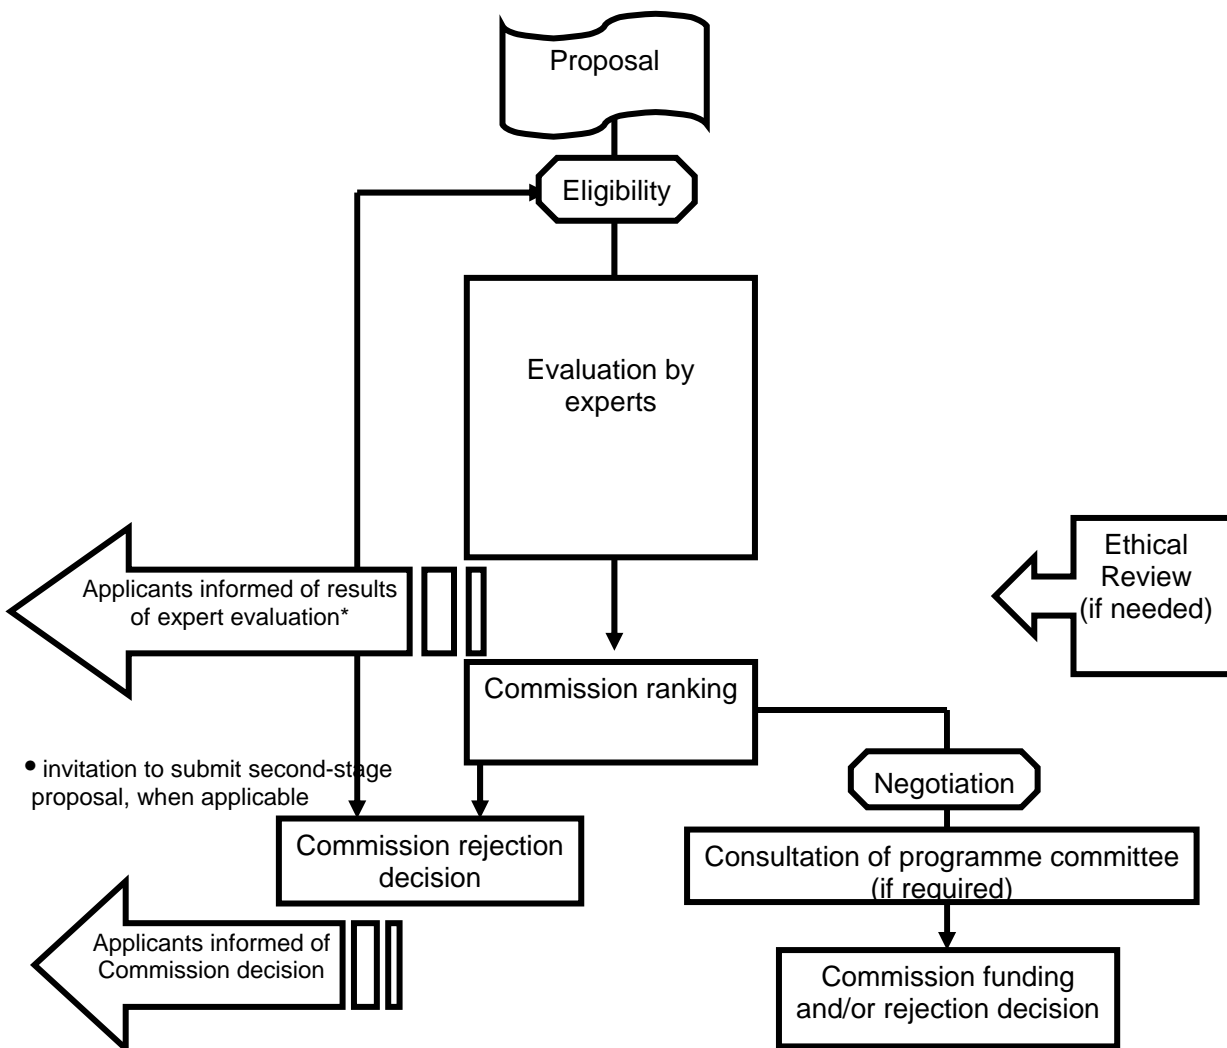 Proposal
Eligibility
Evaluation by
experts
Ethical
Review
(if needed)
Applicants informed of results
of expert evaluation*
Commission ranking
• invitation to submit second-stage
proposal, when applicable
Negotiation
Commission rejection
decision
Consultation of programme committee
(if required)
Applicants informed of
Commission decision
Commission funding
and/or rejection decision